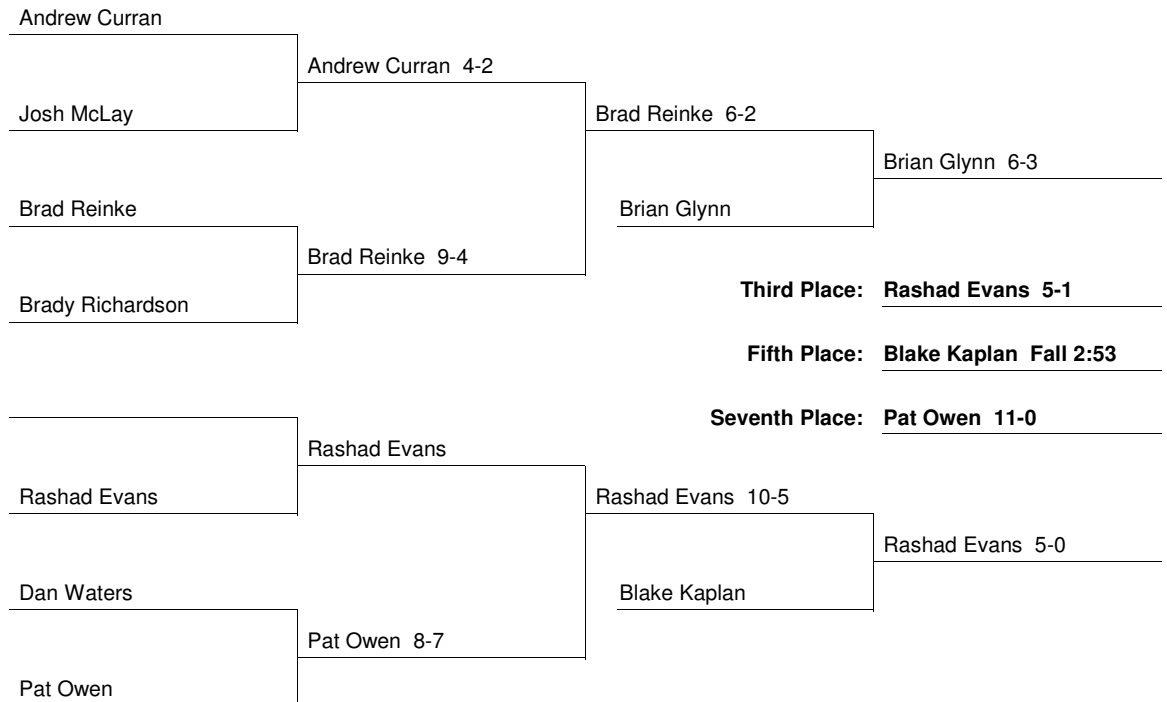 Andrew Curran
Andrew Curran 4-2
Josh McLay
Brad Reinke 6-2
Brian Glynn 6-3
Brad Reinke
Brian Glynn
Brad Reinke 9-4
Third Place: Rashad Evans 5-1
Brady Richardson
Fifth Place: Blake Kaplan Fall 2:53
Seventh Place: Pat Owen 11-0
Rashad Evans
Rashad Evans
Rashad Evans 10-5
Rashad Evans 5-0
Dan Waters
Blake Kaplan
Pat Owen 8-7
Pat Owen